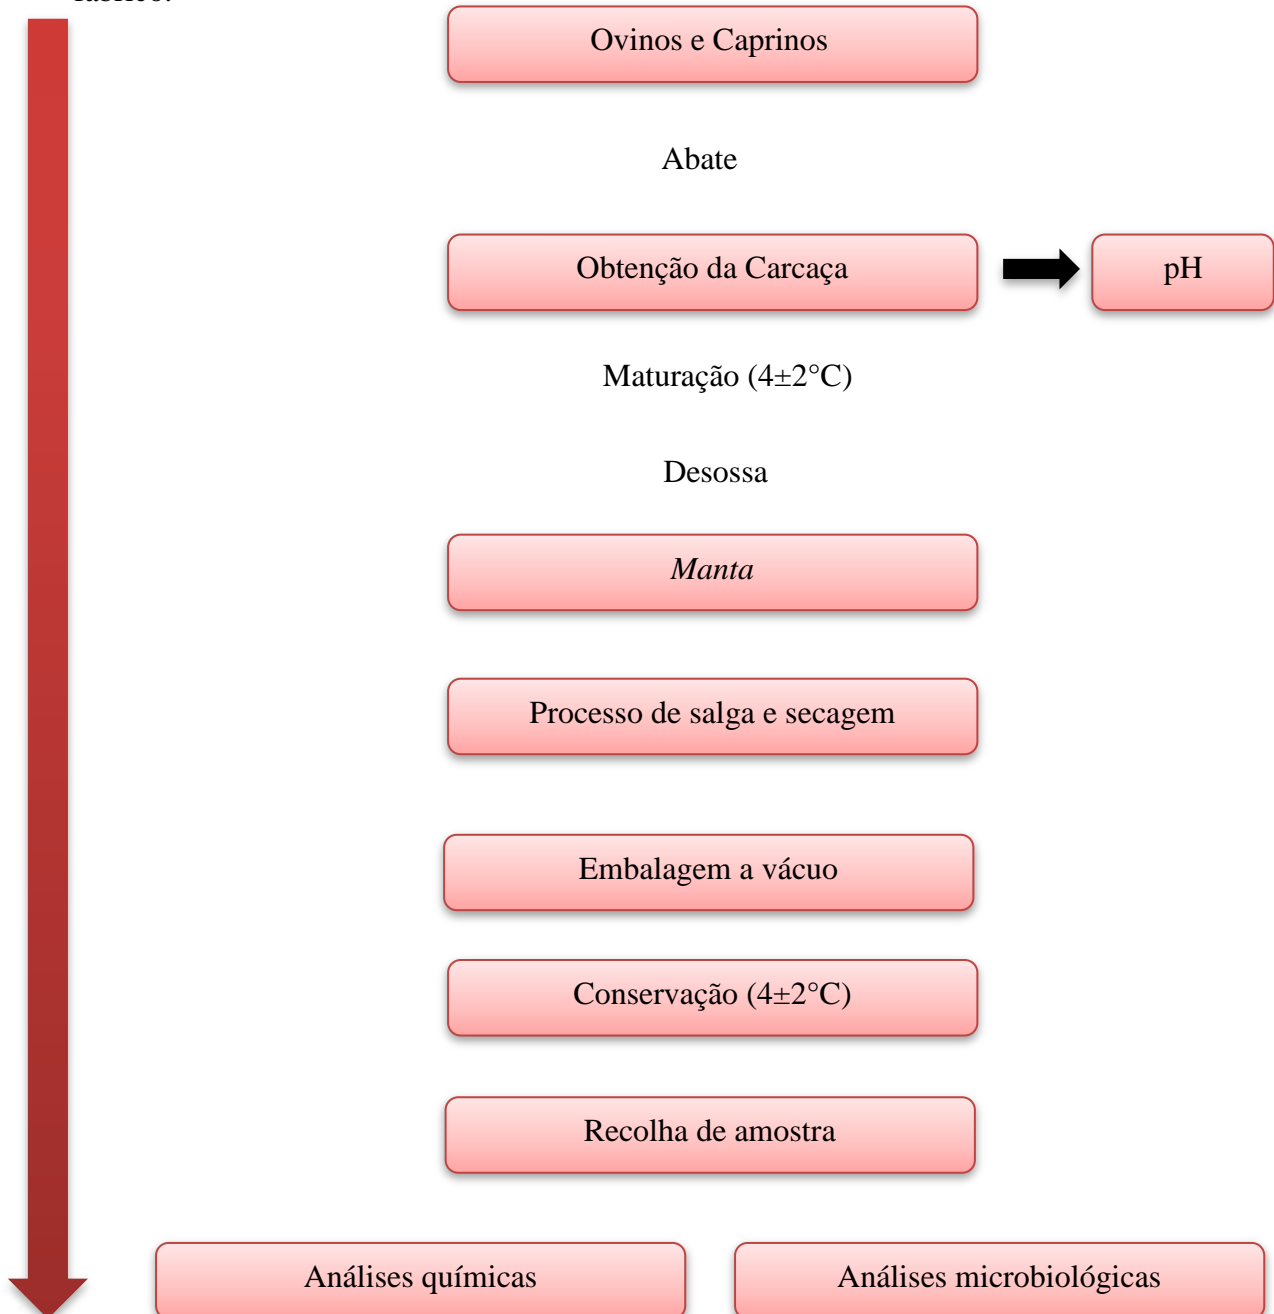 Ovinos e Caprinos
Abate
Obtenção da Carcaça
pH
Maturação (4±2°C)
Desossa
Manta
Processo de salga e secagem
Embalagem a vácuo
Conservação (4±2°C)
Recolha de amostra
Análises químicas
Análises microbiológicas